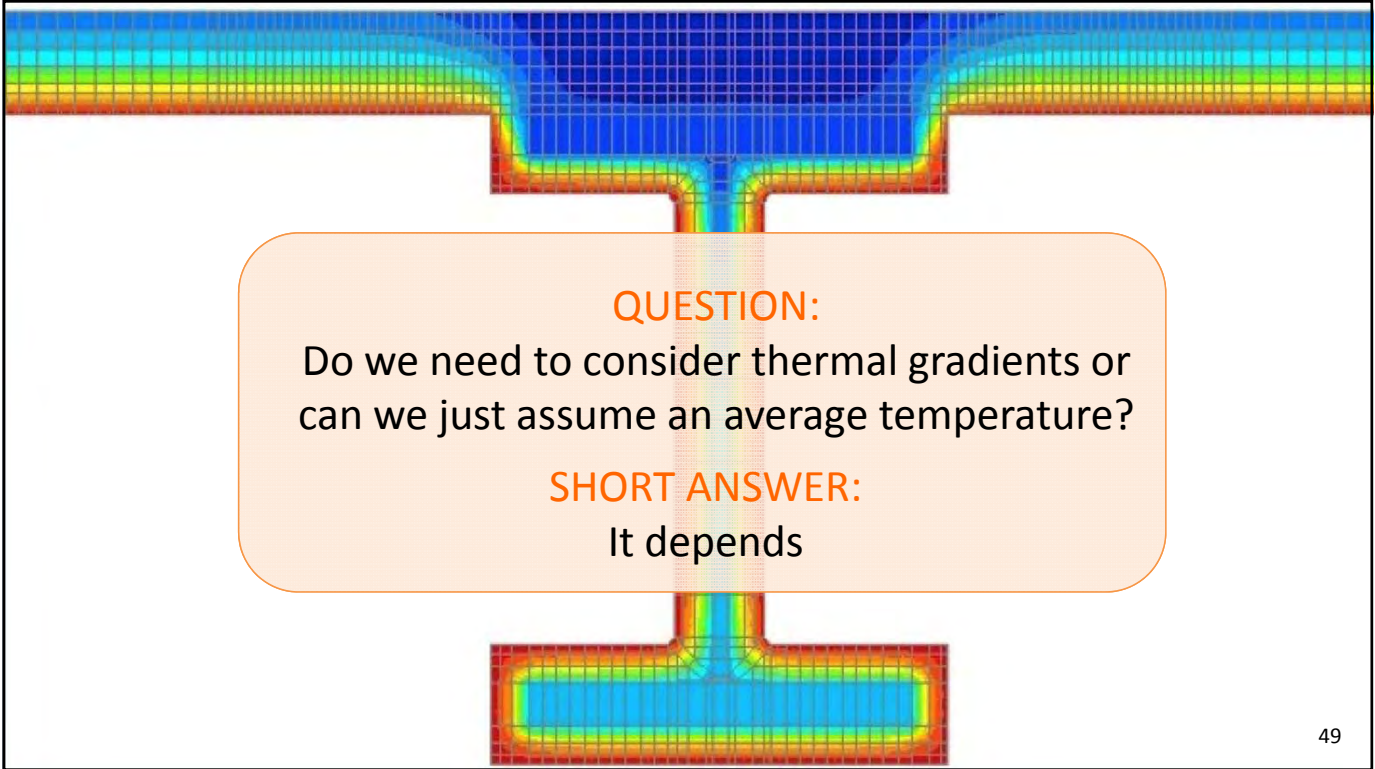 QUESTION:
Do we need to consider thermal gradients or
can we just assume an average temperature?
SHORT ANSWER:
It depends
49